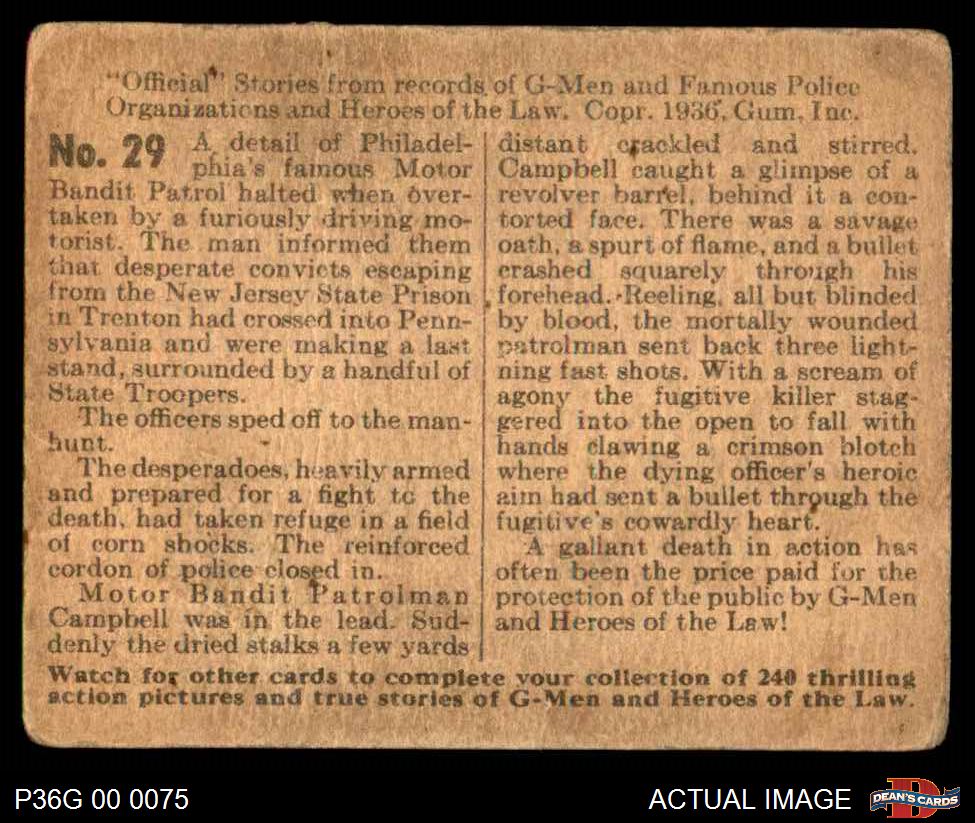 "Official" Stories from records of G-Men and Famous Police
Organizations and Heroes of the Law. Copr. 1936, Gum, Inc.
No. 29 A detail of Philadel-
phia's famous Motor
Bandit Patrol halted when over-
taken by a furiously driving mo-
torist. The man informed them
that desperate convicts escaping
from the New Jersey State Prison
in Trenton had crossed into Penn-
sylvania and were making a last
stand, surrounded by a handful of
State Troopers.
The officers sped off to the man-
hunt.
The desperadoes, heavily armed
and prepared for a fight to the
death, had taken refuge in a field
of corn shocks. The reinforced
cordon of police closed in.
Motor Bandit Patrolman
Campbell was in the lead. Sud-
denly the dried stalks a few yards
distant crackled and stirred.
Campbell caught a glimpse of a
revolver barrel, behind it a con-
torted face. There was a savage
oath, a spurt of flame, and a bullet
crashed squarely through his
forehead. Reeling, all but blinded
by blood, the mortally wounded
patrolman sent back three light-
ning fast shots. With a scream of
agony the fugitive killer stag-
gered into the open to fall with
hands clawing a crimson blotch
where the dying officer's heroic
aim had sent a bullet through the
fugitive's cowardly heart.
A gallant death in action has
often been the price paid for the
protection of the public by G-Men
and Heroes of the Law!
Watch for other cards to complete your collection of 240 thrilling
action pictures and true stories of G-Men and Heroes of the Law.
P36G 00 0075
ACTUAL IMAGE
D
DEAN'S CARDS